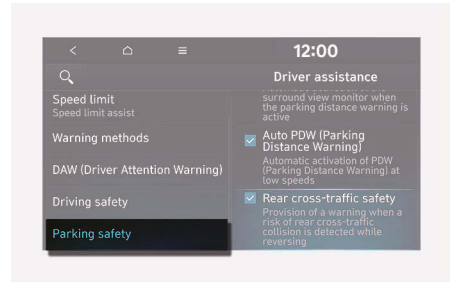 12:00
Driver assistance
Speed limit
Speed limit assist
Warning methods
DAW (Driver Attention Warning)
Driving safety
Parking safety
surround view monitor when
the parking distance warning is
active
Auto PDW (Parking
Distance Warning)
Automatic activation of PDW
(Parking Distance Warning) at
low speeds
Rear cross-traffic safety
Provision of a warning when a
risk of rear cross-traffic
collision is detected while
reversing